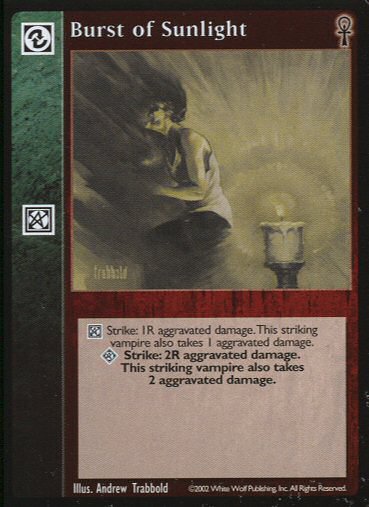 Burst of Sunlight
Trabbold
Strike: 1R aggravated damage. This striking
vampire also takes 1 aggravated damage.
Strike: 2R aggravated damage.
This striking vampire also takes
2 aggravated damage.
Illus. Andrew Trabbold
©2002 White Wolf Publishing, Inc. All Rights Reserved.